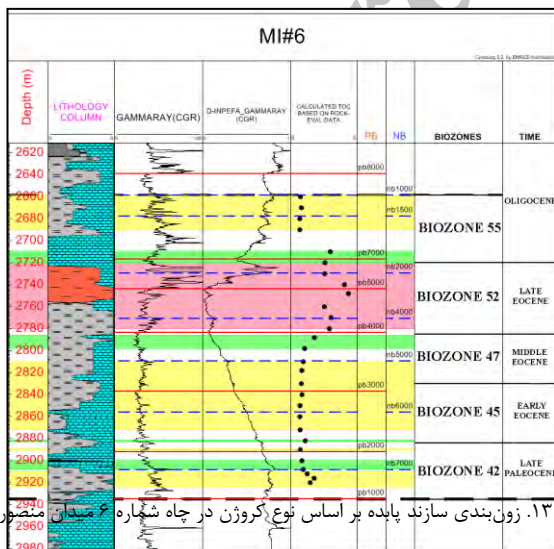 MI#6
Depth (m)
LITHOLOGY COLUMN
GAMMARAY(CGR)
D-INPEFA_GAMMARAY (CGR)
CALCULATED TOC BASED ON ROCK-EVAL DATA
PB
NB
BIOZONES
TIME
2620
2640
pb8000
2660
nb1000
OLIGOCENE
2680
nb1500
BIOZONE 55
2700
pb7000
2720
nb2000
2740
pb5000
BIOZONE 52
LATE EOCENE
2760
nb4000
2780
pb4000
2800
nb5000
BIOZONE 47
MIDDLE EOCENE
2820
2840
pb3000
BIOZONE 45
EARLY EOCENE
2860
nb6000
2880
pb2000
2900
nb7000
BIOZONE 42
LATE PALEOCENE
2920
pb1000
2940
۱۳. زون‌بندی سازند پابده بر اساس نوع کروژن در چاه شماره ۶ میدان منصور
2960
2980